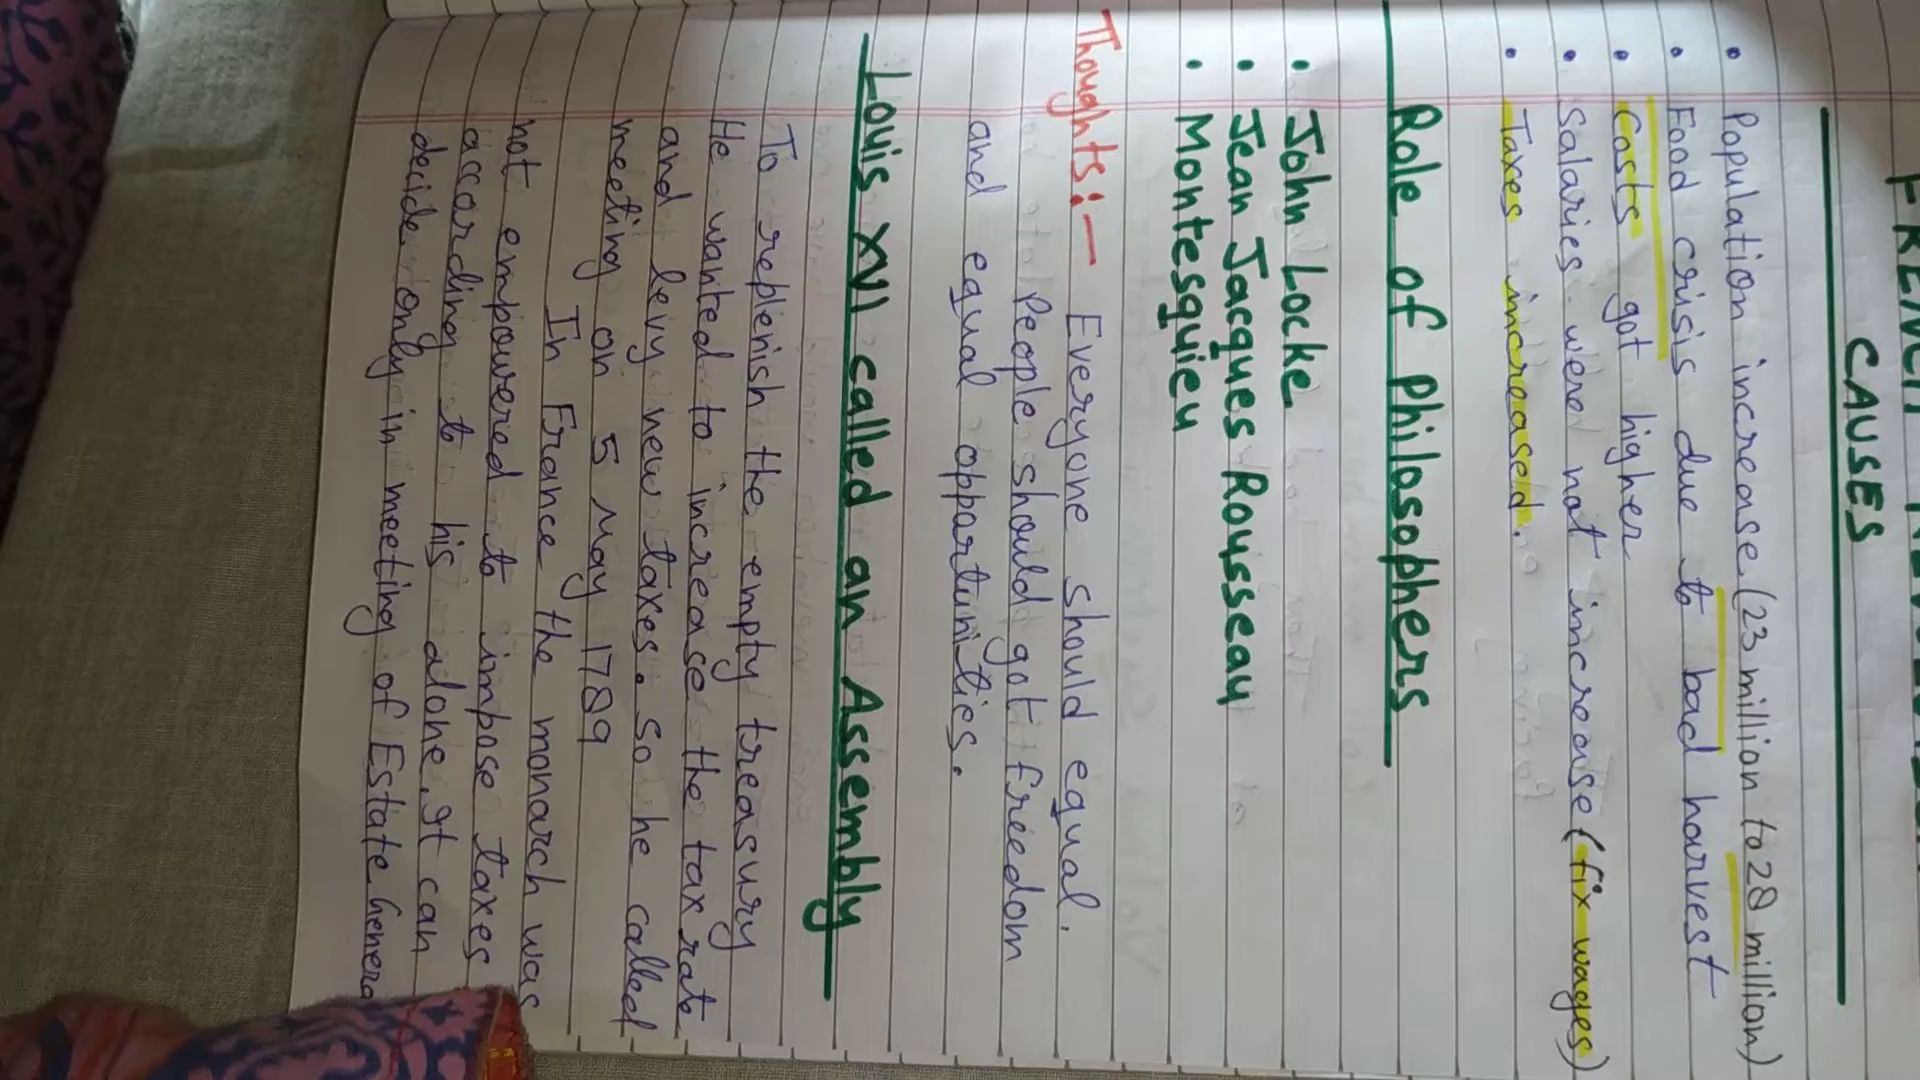 CAUSES
• Population increase (23 million to 28 million)
• Food crisis due to bad harvest
• Costs got higher
• Salaries were not increase (fix wages)
• Taxes increased.
Role of Philosophers
• John Locke
• Jean Jacques Rousseau
• Montesquieu
Thoughts:— Everyone should equal.
People should got freedom
and equal opportunities.
Louis XVI called an Assembly
To replenish the empty treasury
He wanted to increase the tax rate
and levy new taxes. So he called
meeting on 5 May 1789
In France the monarch was
not empowered to impose taxes
according to his alone. It can
decide only in meeting of Estate Genera